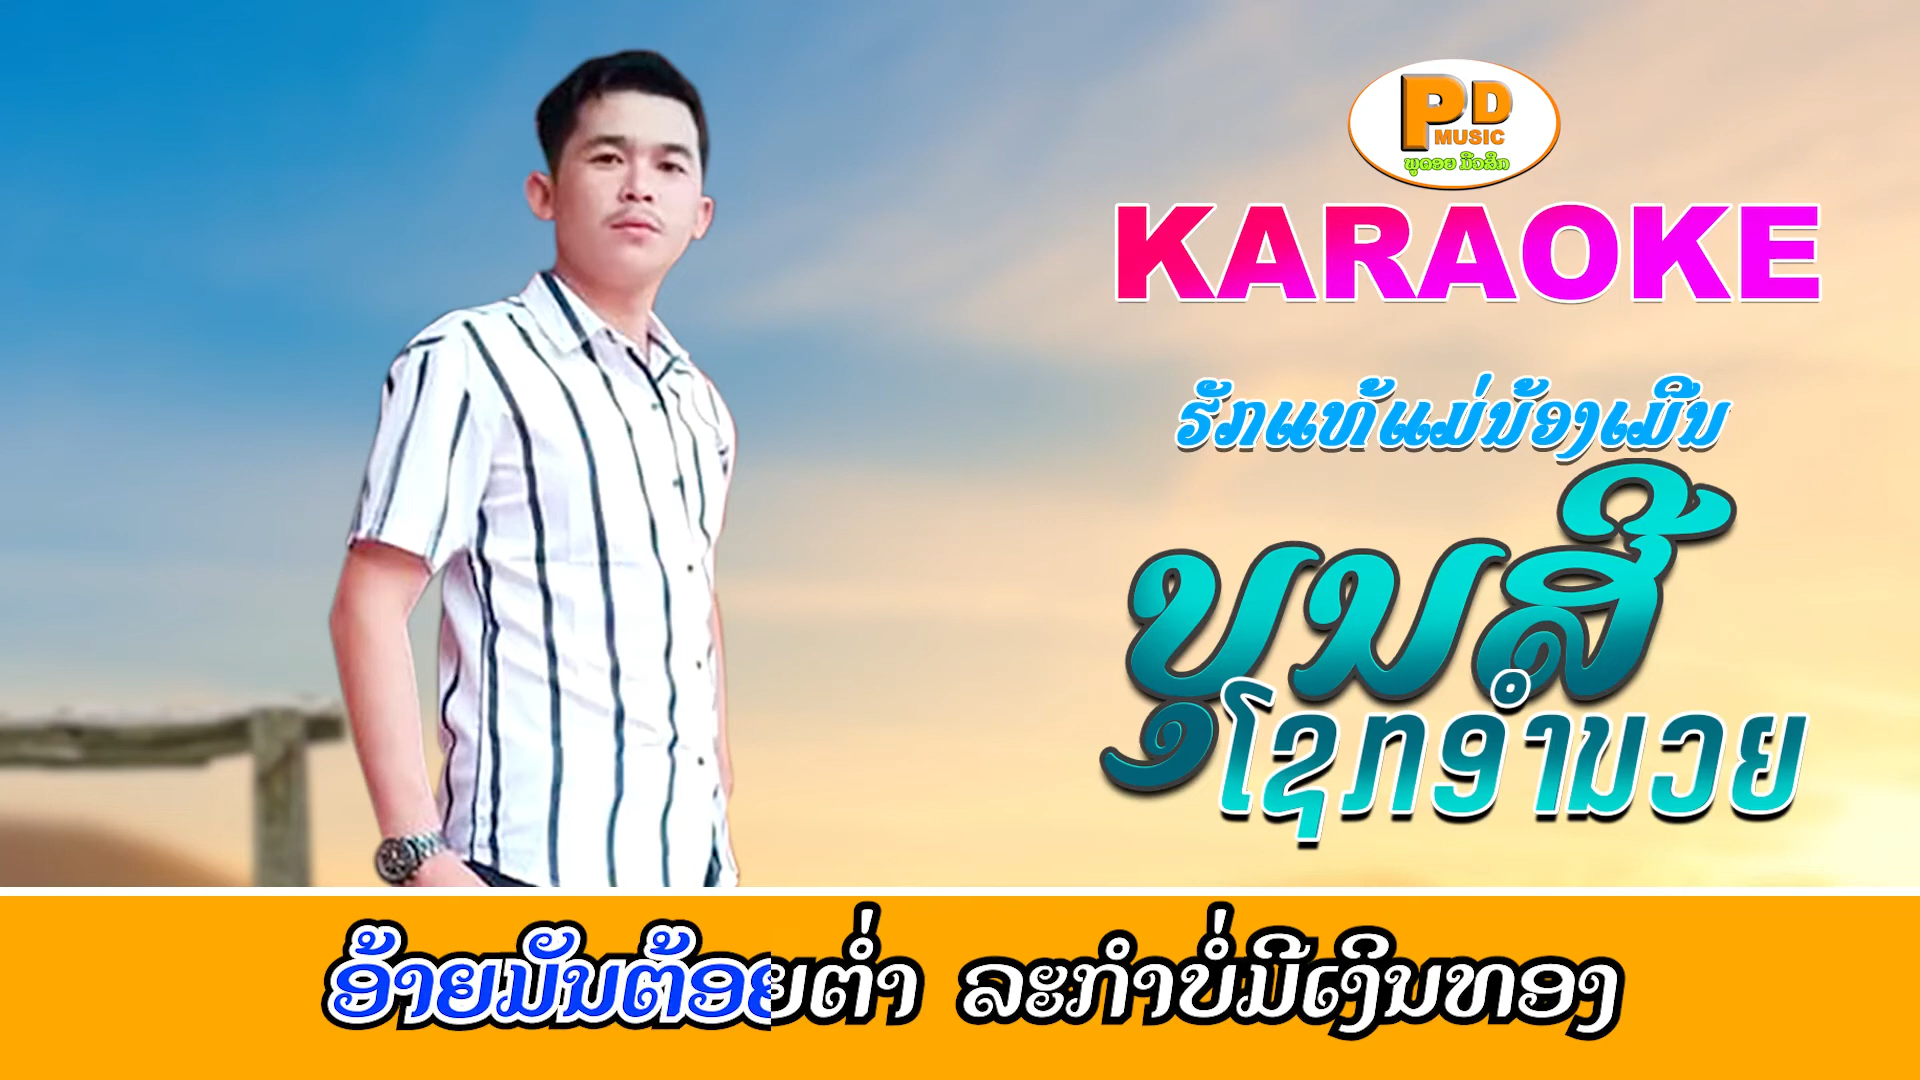 PD
MUSIC
ພູດອຍ ມິວສິກ
KARAOKE
ຮັກແທ້ແມ່ນ້ອງເມີນ
ບຸນສີ
ໂຊກອຳນວຍ
ອ້າຍມັນຕ້ອຍຕ່ຳ ລະກຳບໍ່ມີເງິນທອງ